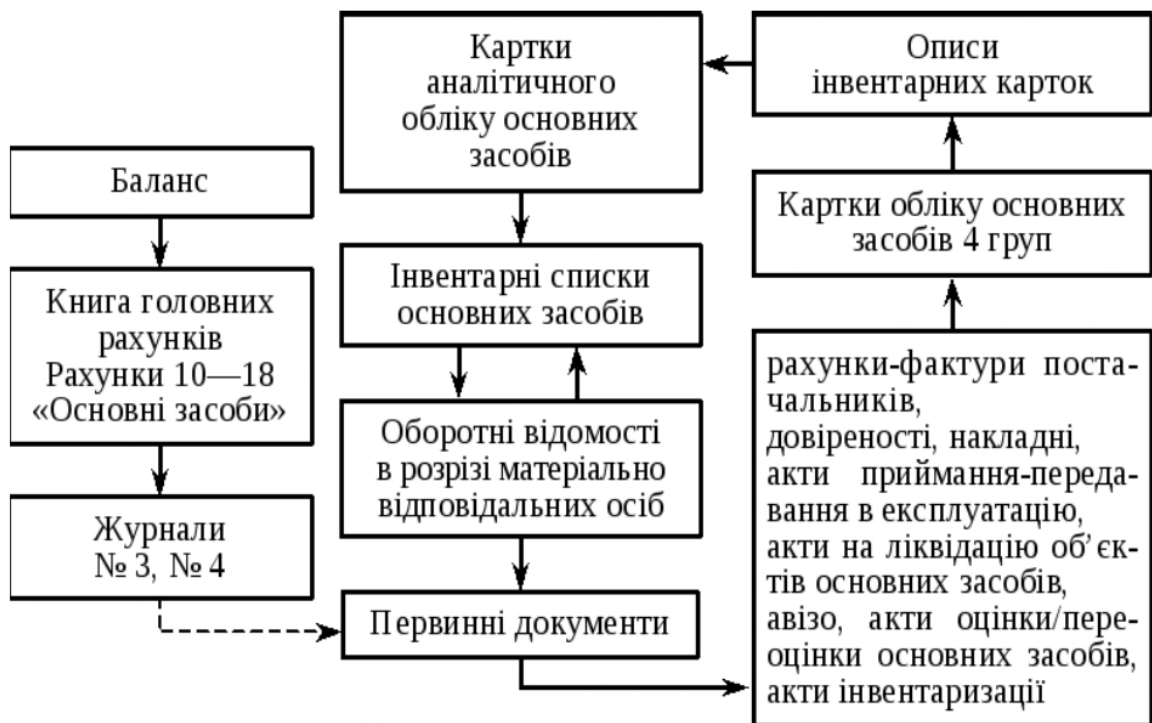 Баланс
Книга головних
рахунків
Рахунки 10—18
«Основні засоби»
Журнали
№ 3, № 4
Картки
аналітичного
обліку основних
засобів
Інвентарні списки
основних засобів
Оборотні відомості
в розрізі матеріально
відповідальних осіб
Первинні документи
Описи
інвентарних карток
Картки обліку основних
засобів 4 груп
рахунки-фактури поста-
чальників,
довіреності, накладні,
акти приймання-переда-
вання в експлуатацію,
акти на ліквідацію об’єк-
тів основних засобів,
авізо, акти оцінки/пере-
оцінки основних засобів,
акти інвентаризації